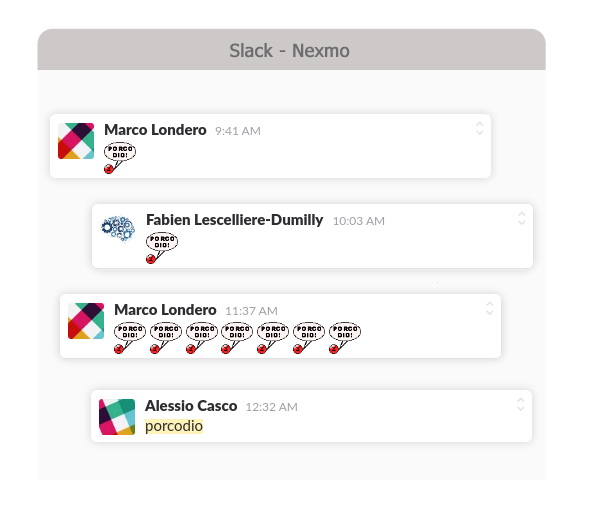 Slack - Nexmo
Marco Londero 9:41 AM
PORCO
DIO!
Fabien Lescelliere-Dumilly 10:03 AM
PORCO
DIO!
Marco Londero 11:37 AM
PORCO PORCO PORCO PORCO PORCO PORCO PORCO
DIO! DIO! DIO! DIO! DIO! DIO! DIO!
Alessio Casco 12:32 AM
porcodio